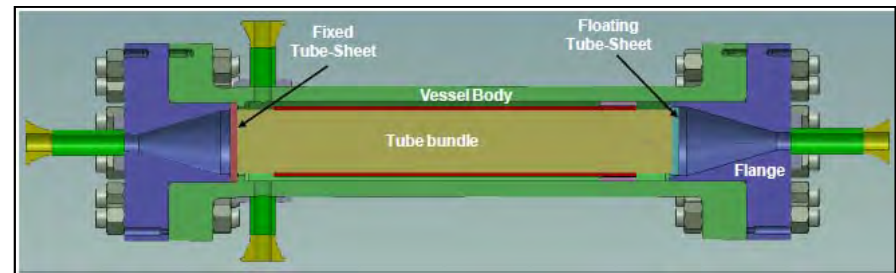 Fixed
Tube-Sheet
Floating
Tube-Sheet
Vessel Body
Tube bundle
Flange